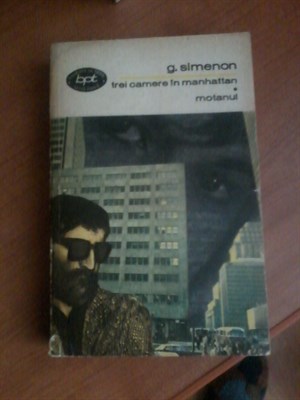 bpt
g. simenon
trei camere în manhattan
motanul